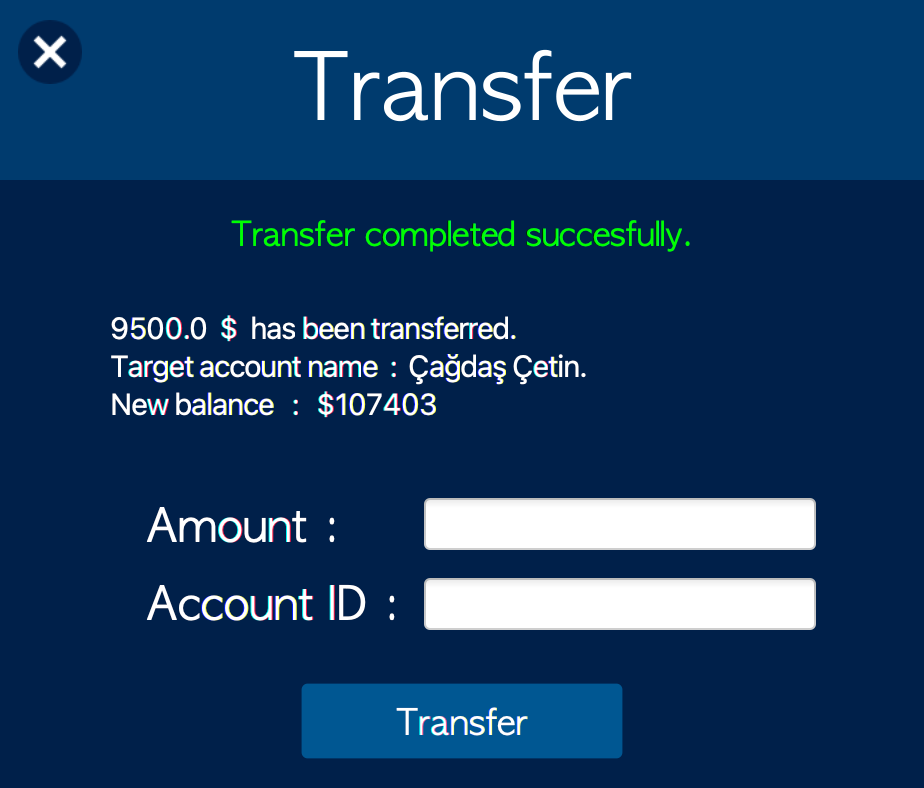 Transfer
Transfer completed succesfully.
9500.0 $ has been transferred.
Target account name : Çağdaş Çetin.
New balance : $107403
Amount :
Account ID :
Transfer